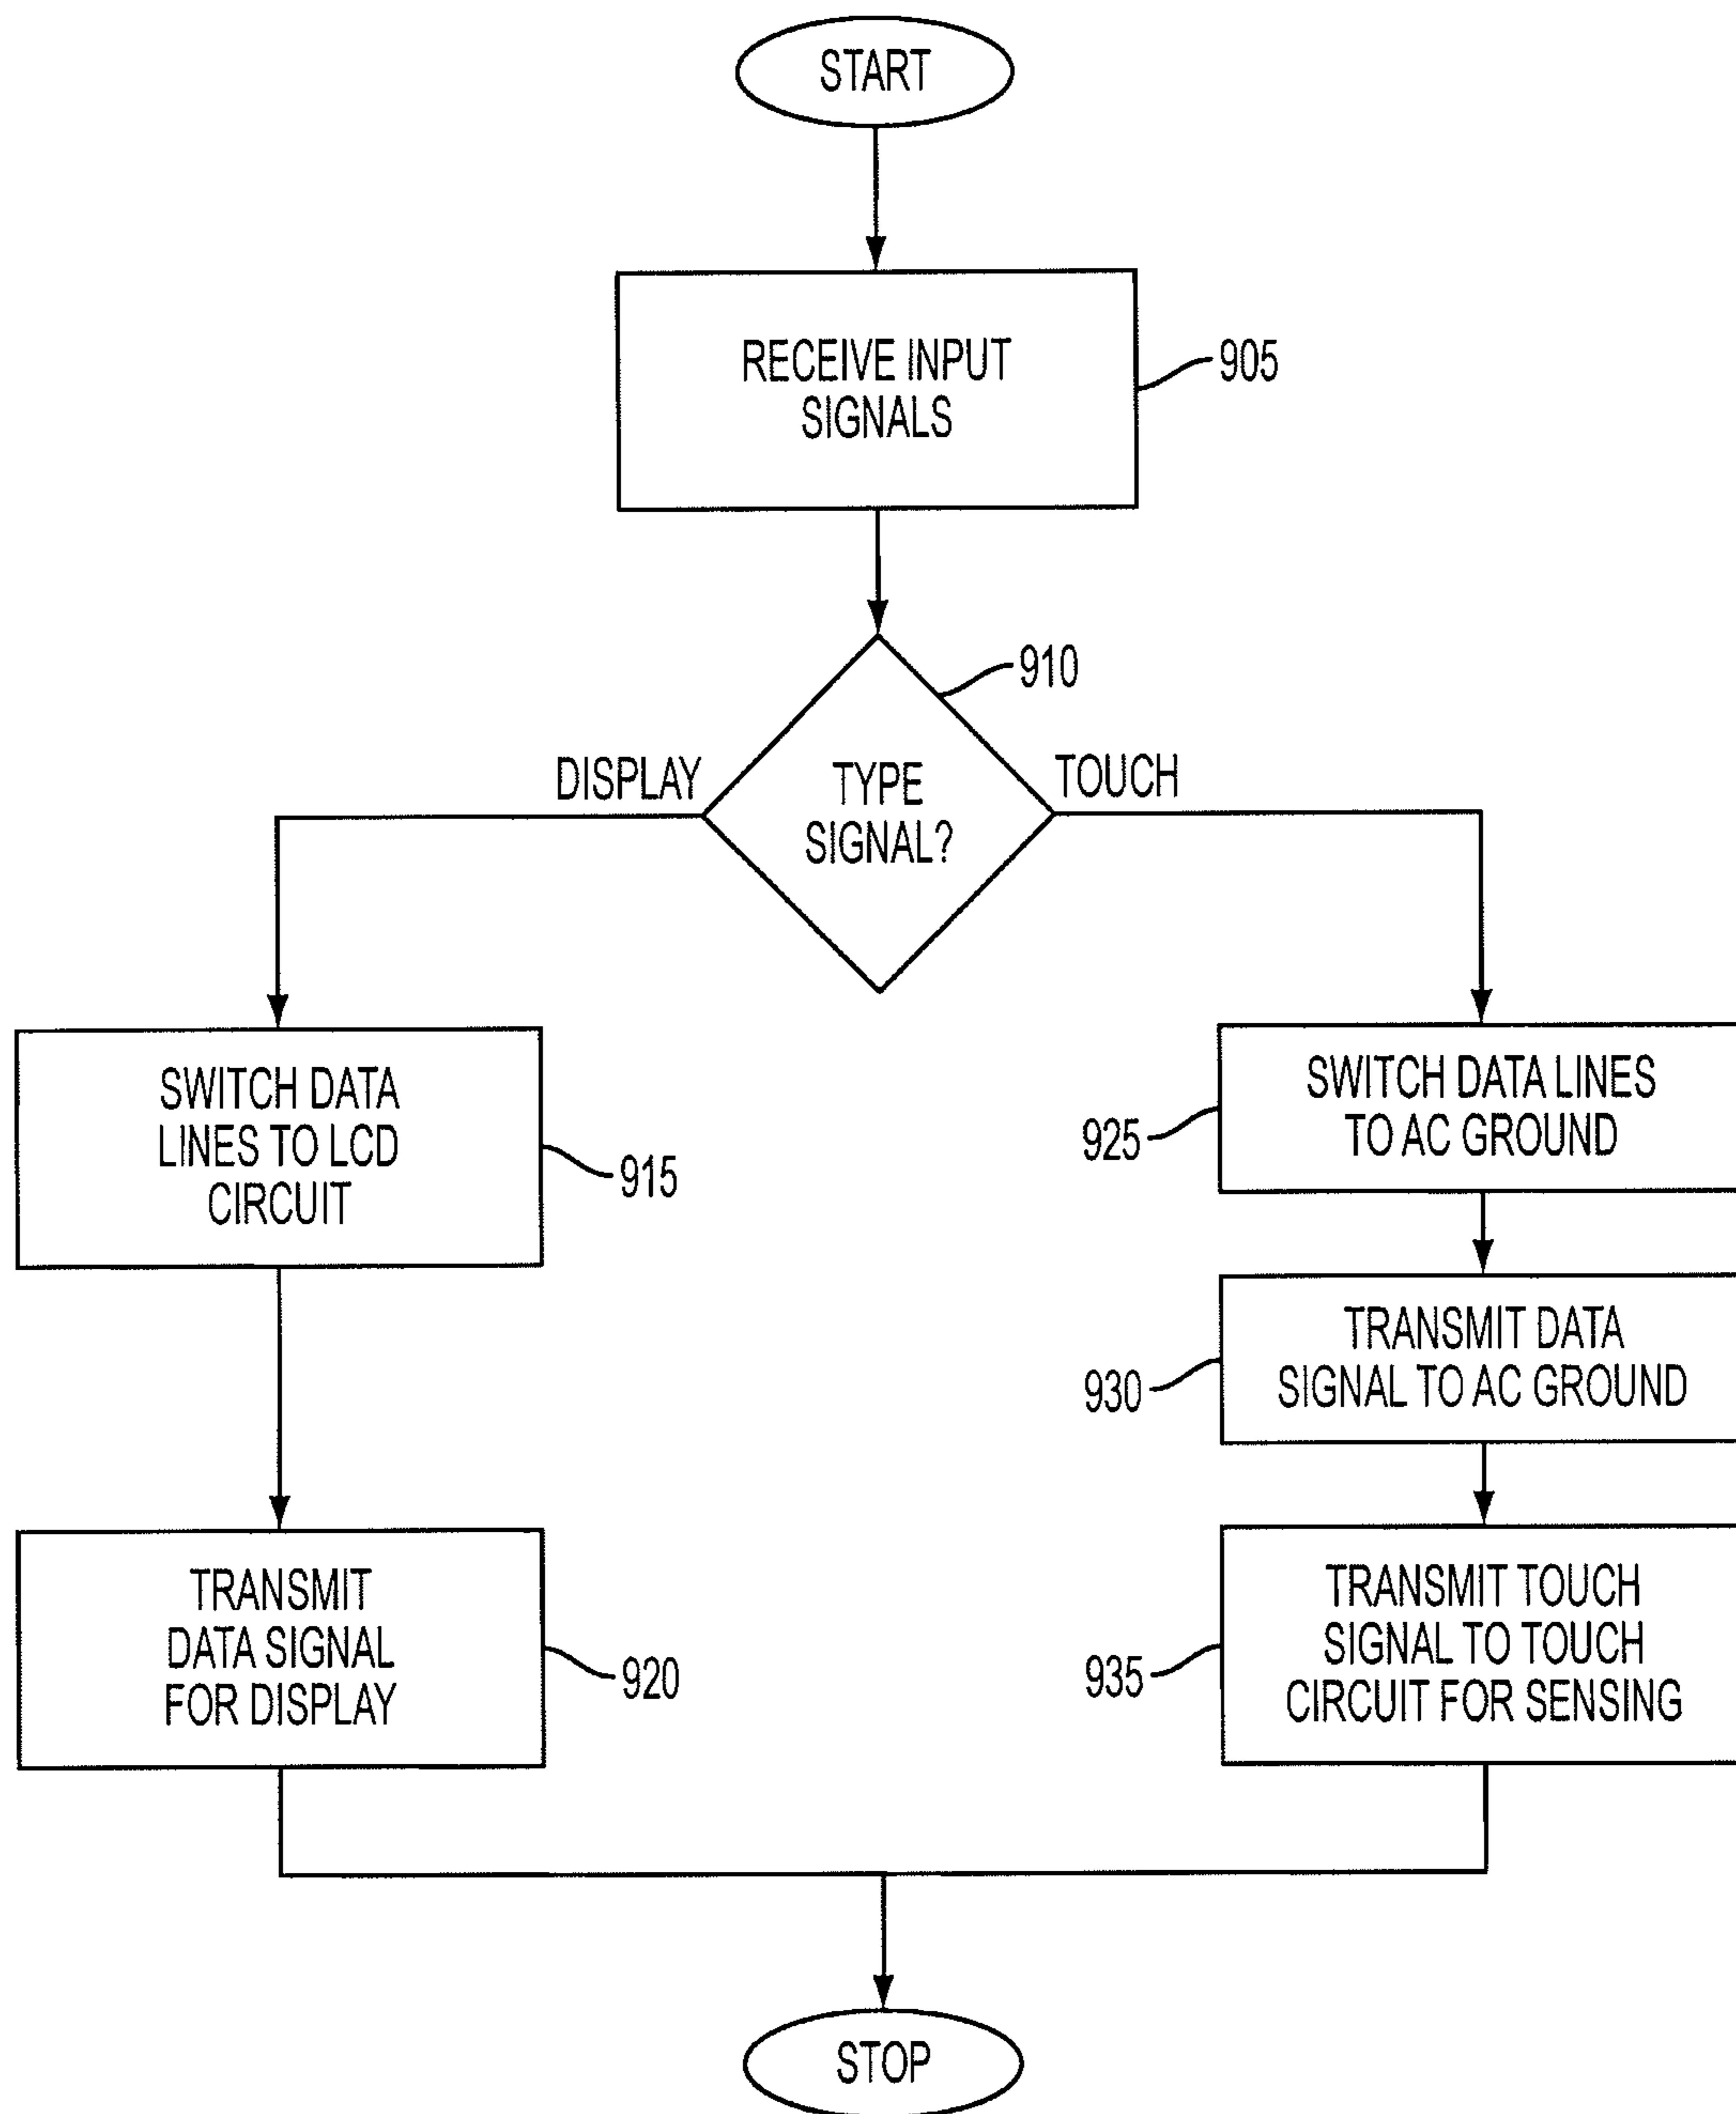 START
RECEIVE INPUT
SIGNALS
905
910
DISPLAY
TYPE
SIGNAL?
TOUCH
SWITCH DATA
LINES TO LCD
CIRCUIT
915
SWITCH DATA LINES
TO AC GROUND
925
TRANSMIT DATA
SIGNAL TO AC GROUND
930
TRANSMIT
DATA SIGNAL
FOR DISPLAY
920
TRANSMIT TOUCH
SIGNAL TO TOUCH
CIRCUIT FOR SENSING
935
STOP